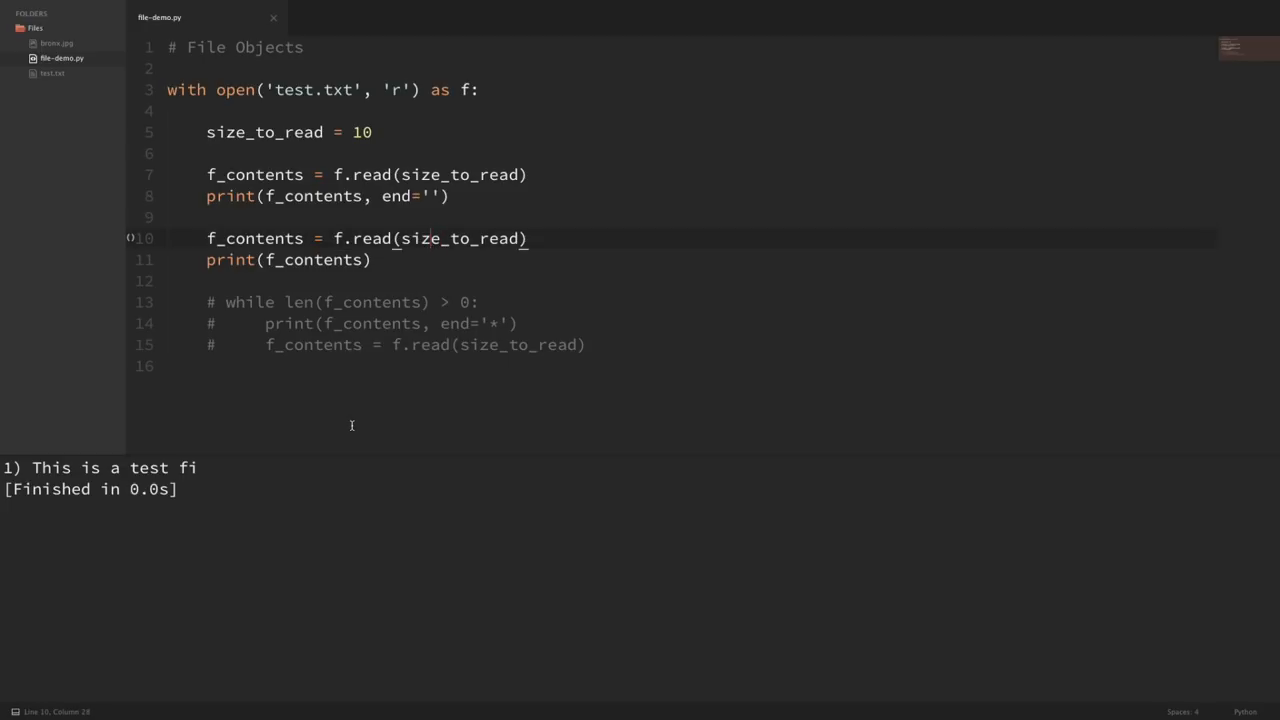 FOLDERS
Files
bronx.jpg
file-demo.py
test.txt
file-demo.py ×
1 # File Objects
2
3 with open('test.txt', 'r') as f:
4
5 size_to_read = 10
6
7 f_contents = f.read(size_to_read)
8 print(f_contents, end='')
9
10 f_contents = f.read(size_to_read)
11 print(f_contents)
12
13 # while len(f_contents) > 0:
14 #     print(f_contents, end='*')
15 #     f_contents = f.read(size_to_read)
16
1) This is a test fi
[Finished in 0.0s]
Line 10, Column 28
Spaces: 4
Python